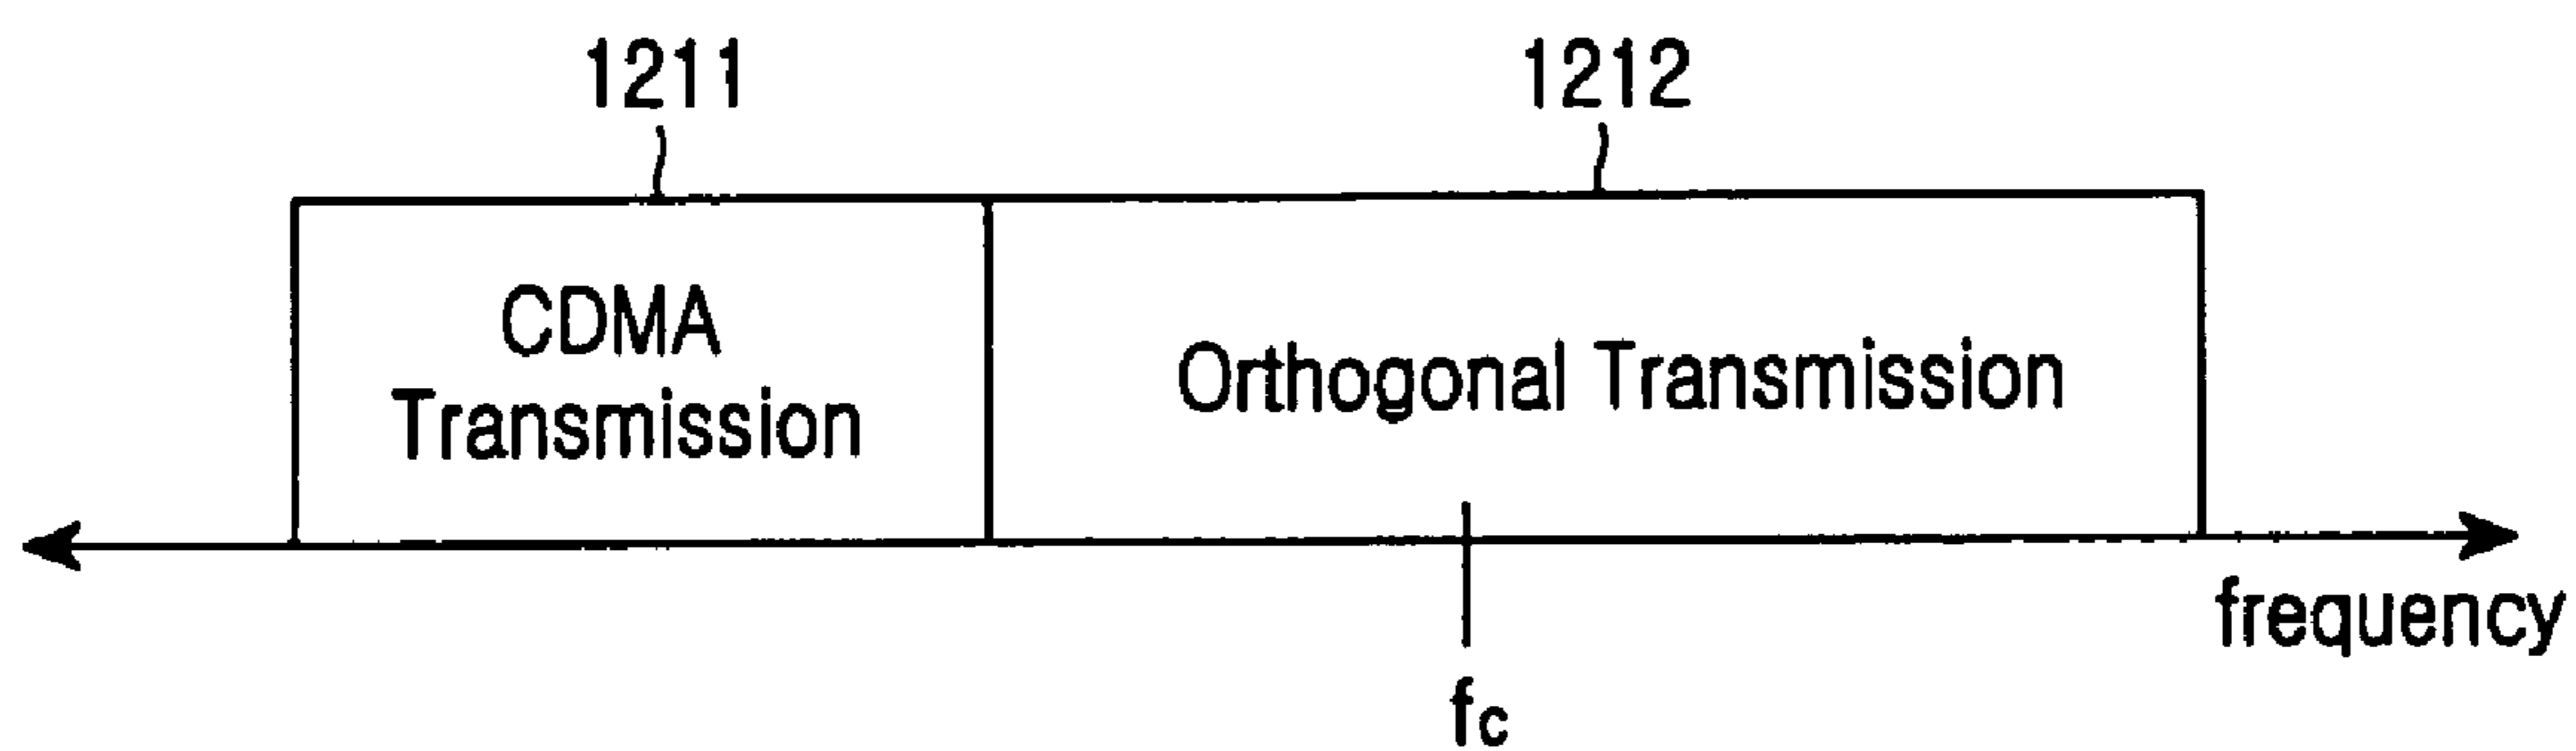 1211
1212
CDMA
Transmission
Orthogonal Transmission
frequency
fc